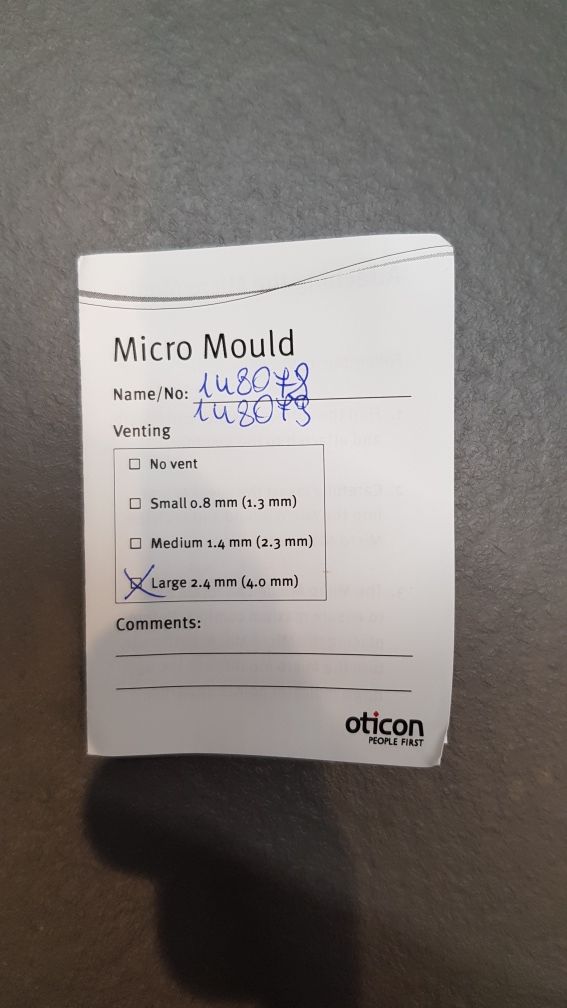 Micro Mould
Name/No: 148078
148079
Venting
No vent
Small 0.8 mm (1.3 mm)
Medium 1.4 mm (2.3 mm)
Large 2.4 mm (4.0 mm)
Comments:
oticon
PEOPLE FIRST